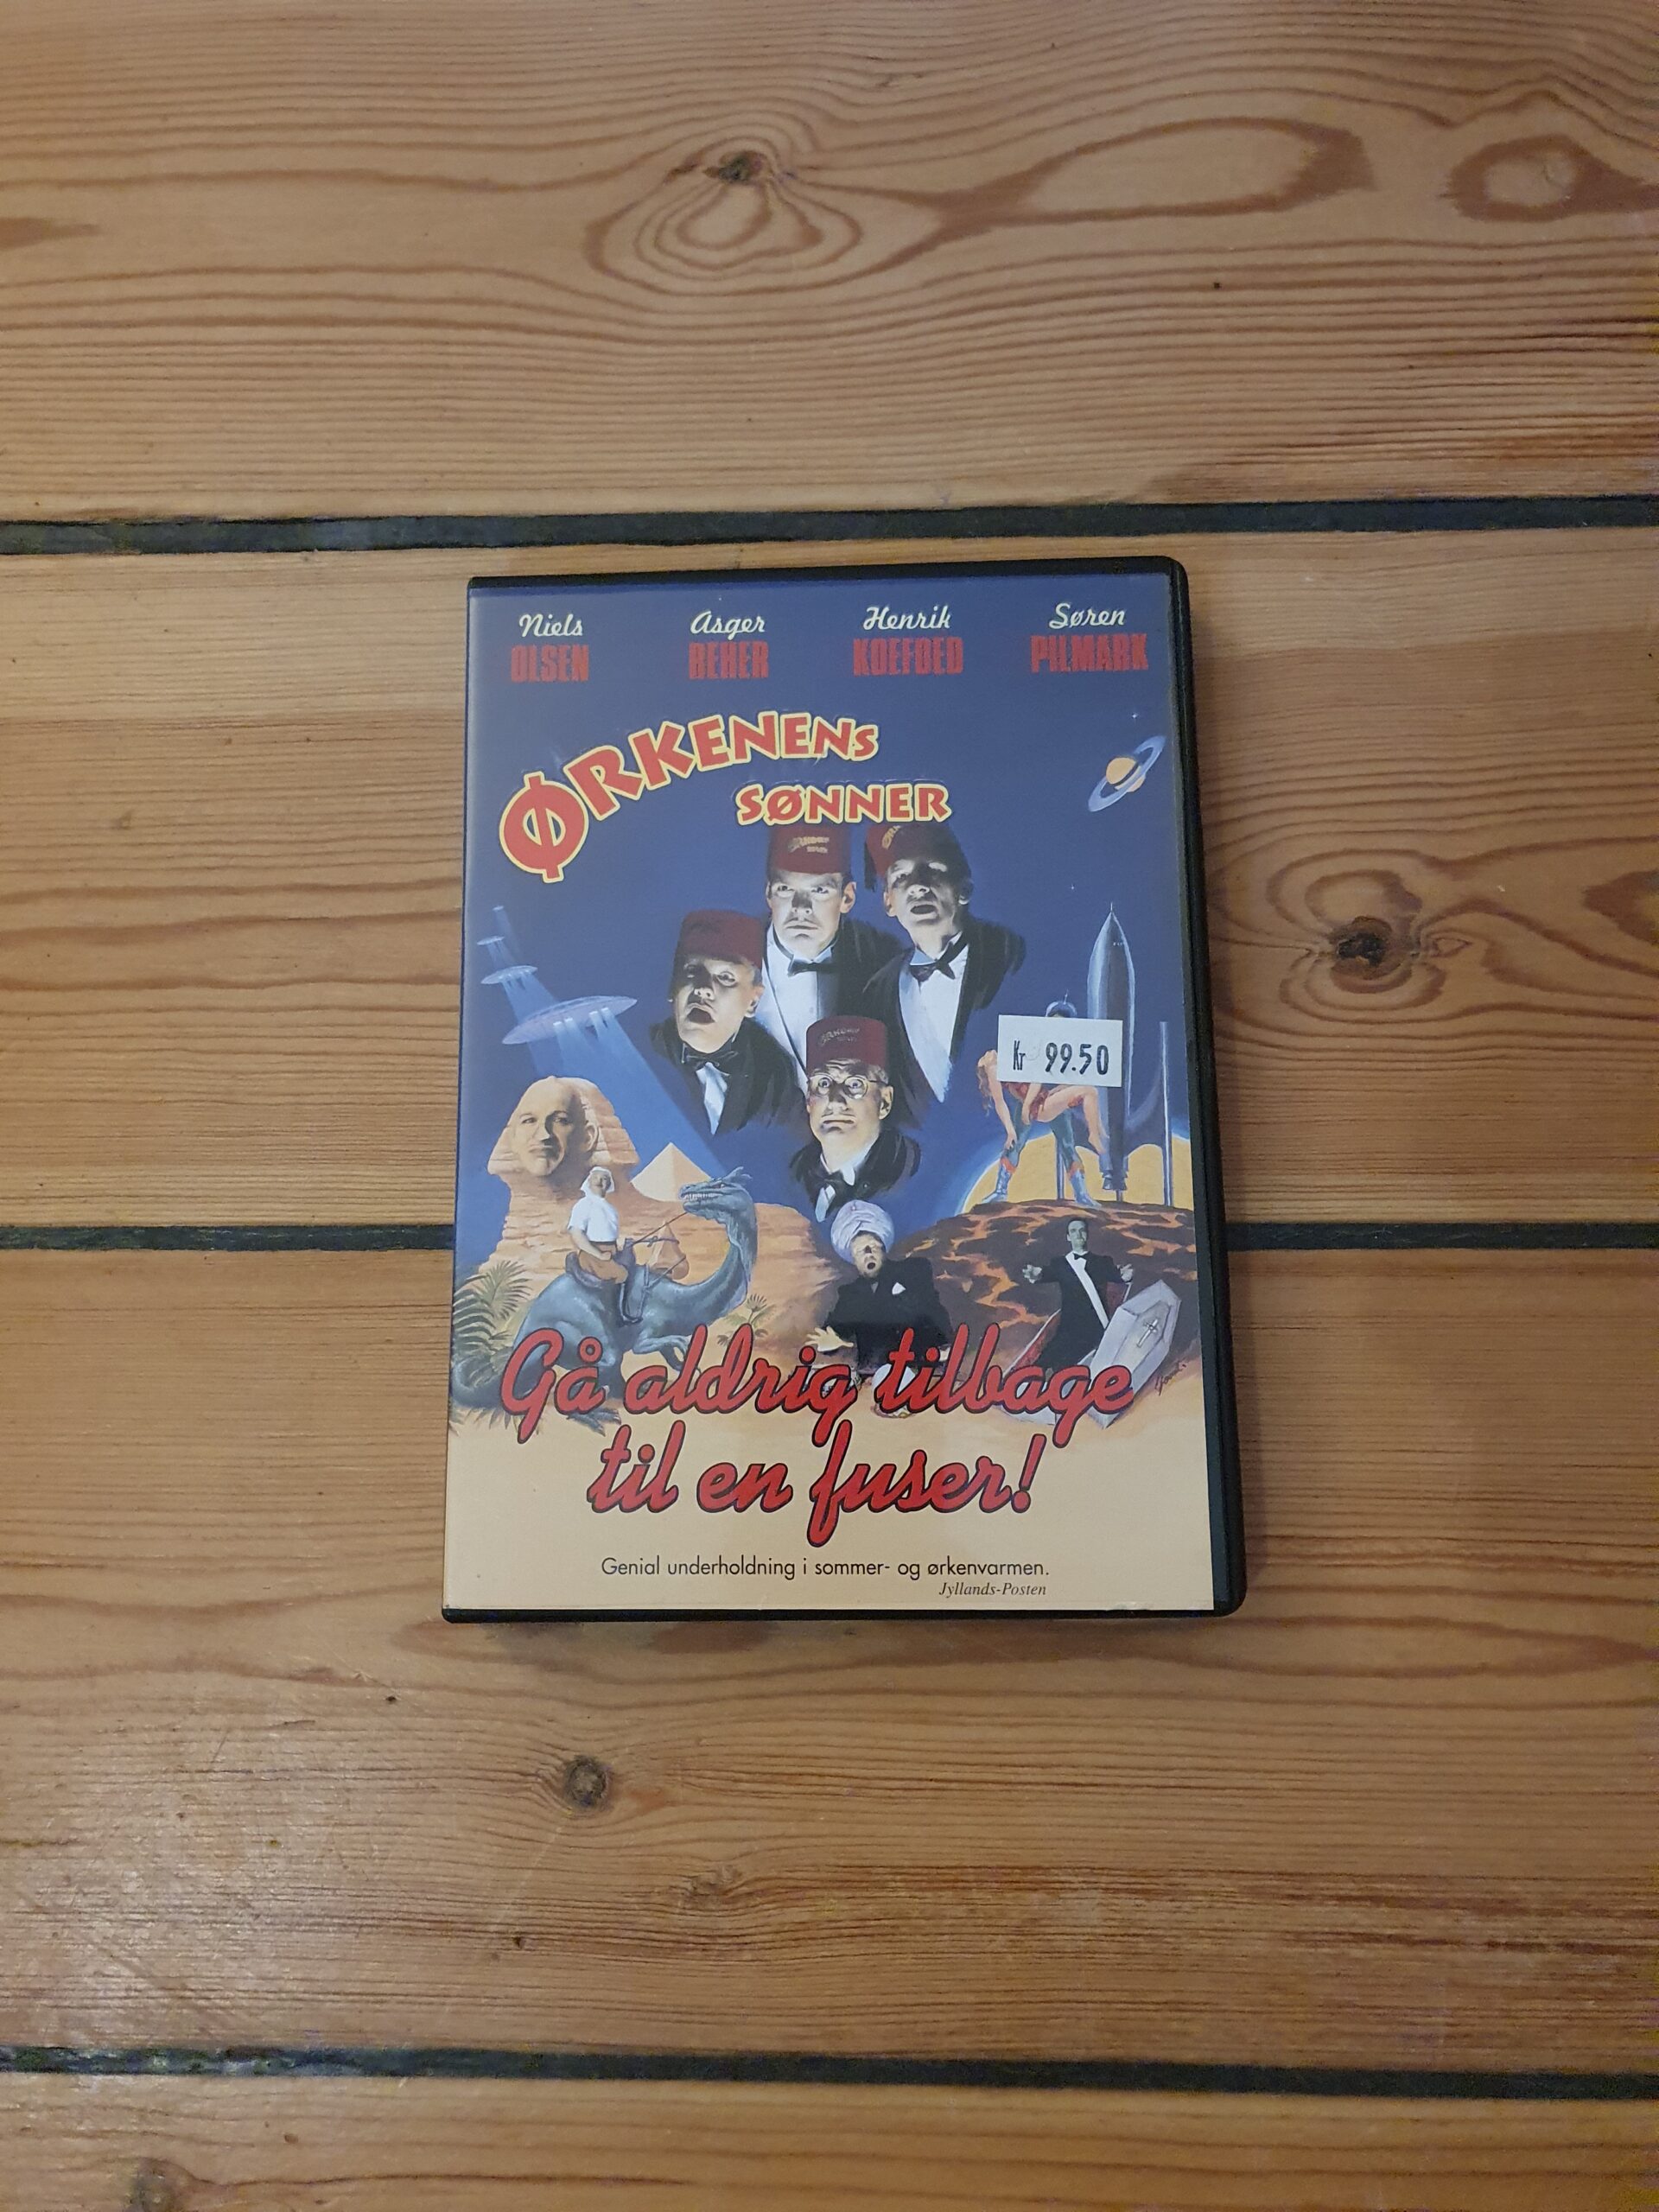 Niels Asger Henrik Søren
OLSEN REHER KOEFOED PILMARK
ØRKENENS
SØNNER
Kr 99.50
Gå aldrig tilbage
til en fuser!
Genial underholdning i sommer- og ørkenvarmen.
Jyllands-Posten